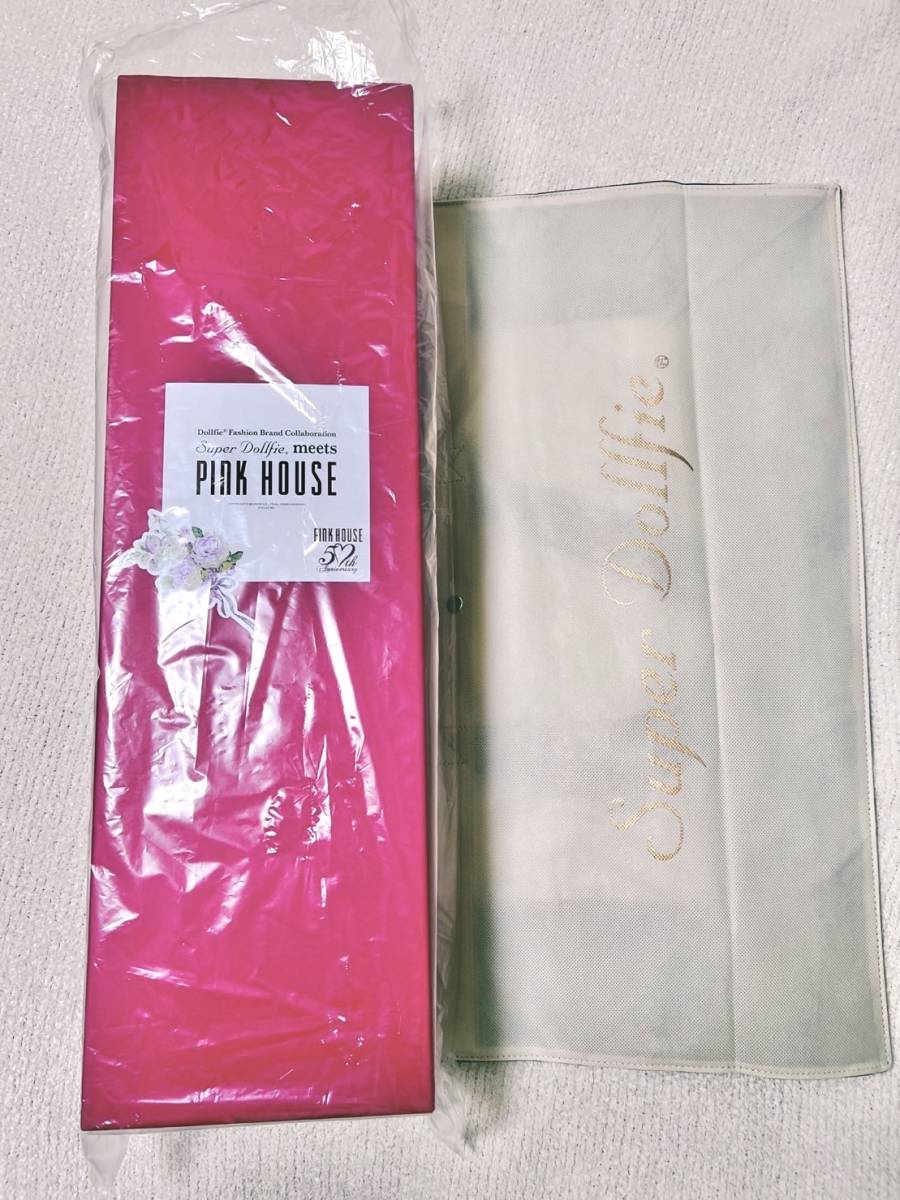 Dollfie® Fashion Brand Collaboration
Super Dollfie® meets
PINK HOUSE
PINK HOUSE
50th
Anniversary
Super Dollfie®